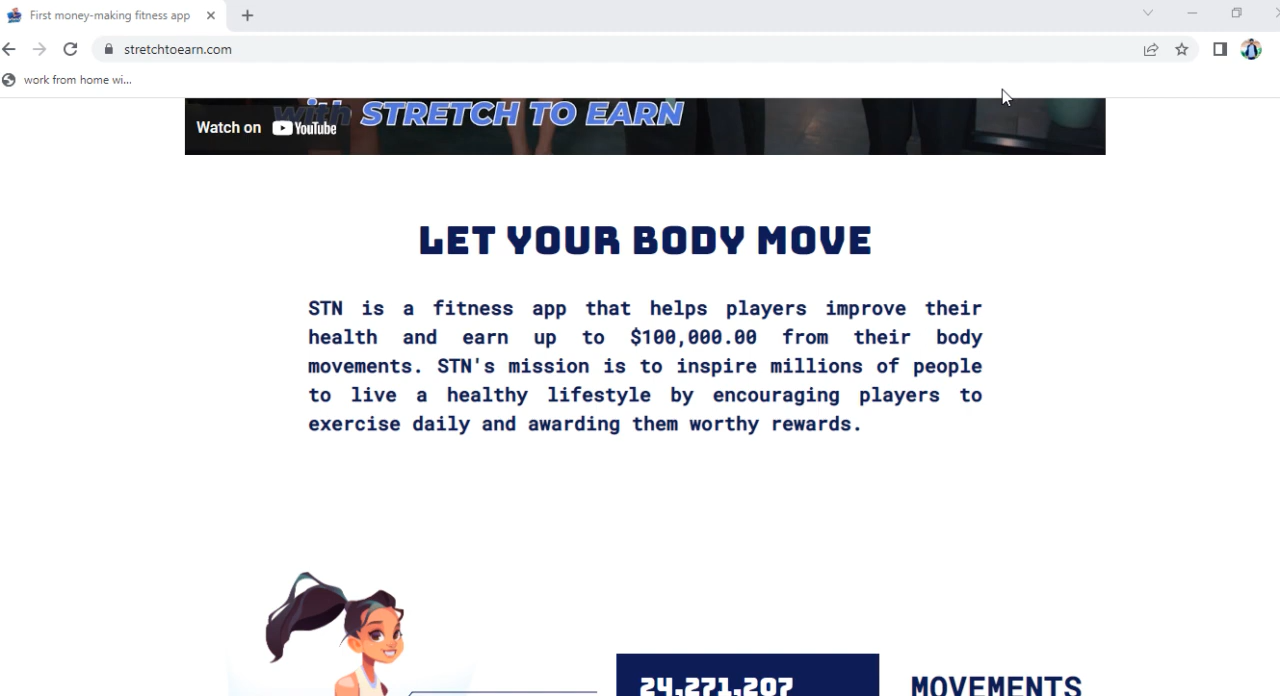 First money-making fitness app
stretchtoearn.com
work from home wi...
with STRETCH TO EARN
Watch on YouTube
LET YOUR BODY MOVE
STN is a fitness app that helps players improve their
health and earn up to $100,000.00 from their body
movements. STN's mission is to inspire millions of people
to live a healthy lifestyle by encouraging players to
exercise daily and awarding them worthy rewards.
24,271,207
MOVEMENTS